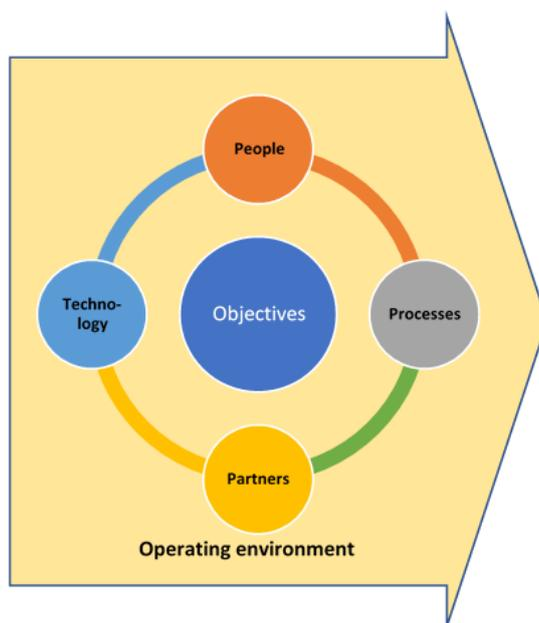 People
Techno-
logy
Objectives
Processes
Partners
Operating environment